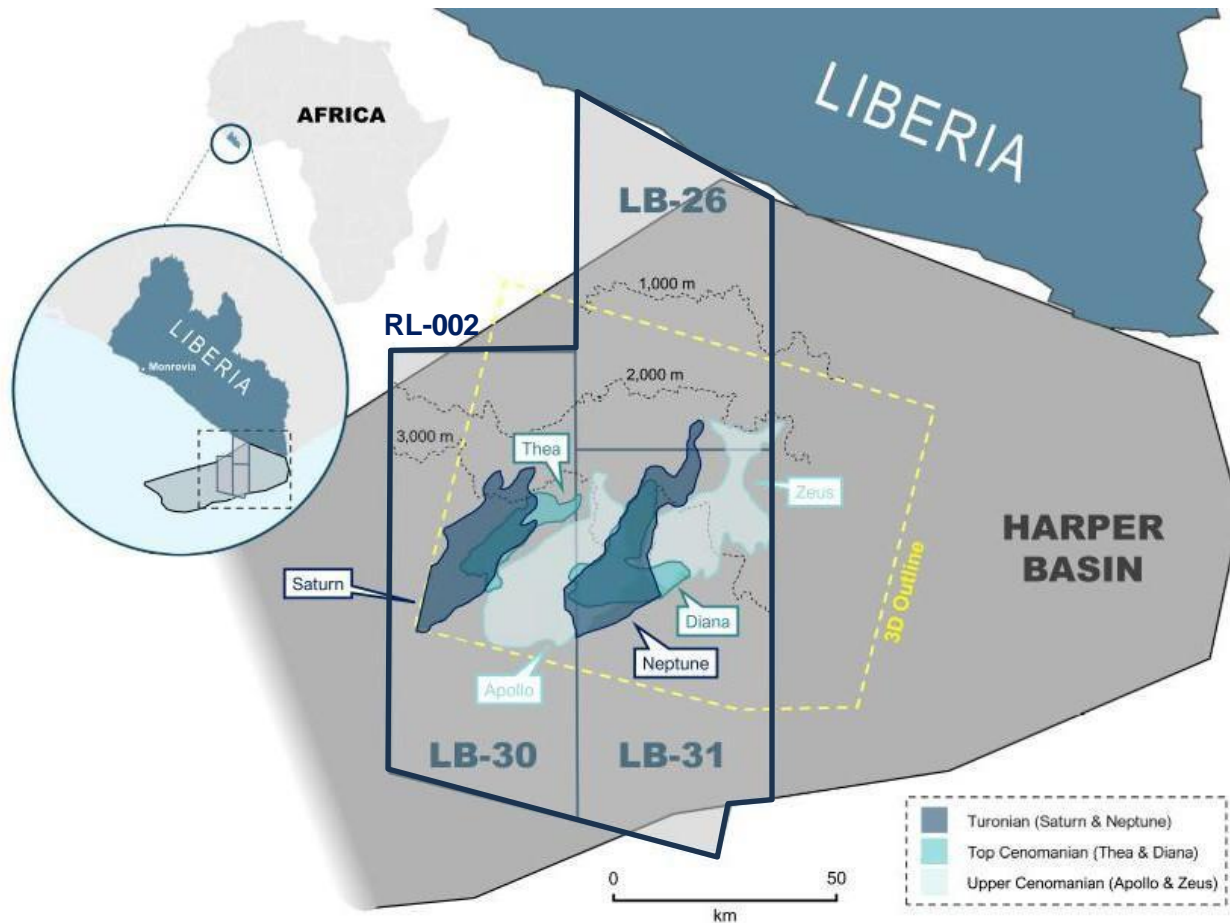 AFRICA
LIBERIA
LIBERIA
Monrovia
LB-26
1,000 m
RL-002
2,000 m
3,000 m
Thea
Zeus
HARPER
BASIN
3D Outline
Saturn
Diana
Neptune
Apollo
LB-30
LB-31
Turonian (Saturn & Neptune)
Top Cenomanian (Thea & Diana)
Upper Cenomanian (Apollo & Zeus)
0
50
km